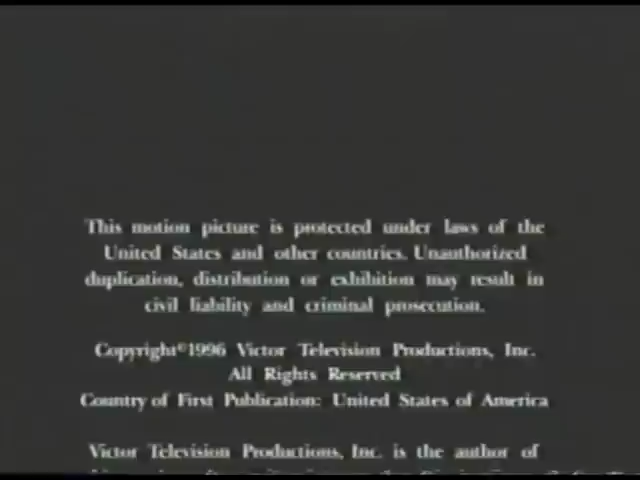 This motion picture is protected under laws of the
United States and other countries. Unauthorized
duplication, distribution or exhibition may result in
civil liability and criminal prosecution.
Copyright©1996 Victor Television Productions, Inc.
All Rights Reserved
Country of First Publication: United States of America
Victor Television Productions, Inc. is the author of